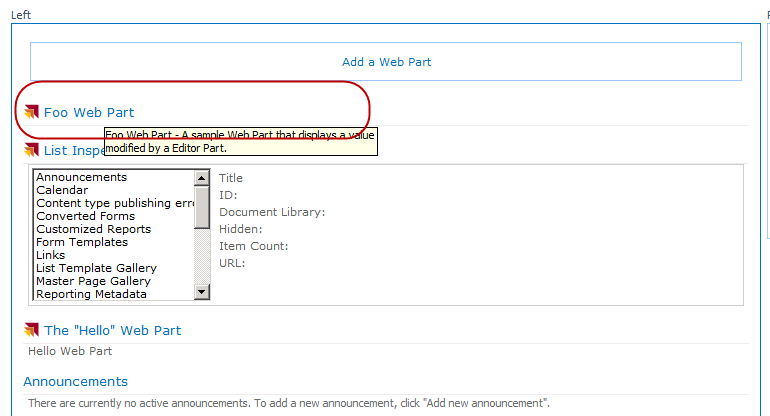 Left
Add a Web Part
Foo Web Part
Foo Web Part - A sample Web Part that displays a value
modified by a Editor Part.
List Inspe
Announcements
Calendar
Content type publishing erro
Converted Forms
Customized Reports
Form Templates
Links
List Template Gallery
Master Page Gallery
Reporting Metadata
Title
ID:
Document Library:
Hidden:
Item Count:
URL:
The "Hello" Web Part
Hello Web Part
Announcements
There are currently no active announcements. To add a new announcement, click "Add new announcement".